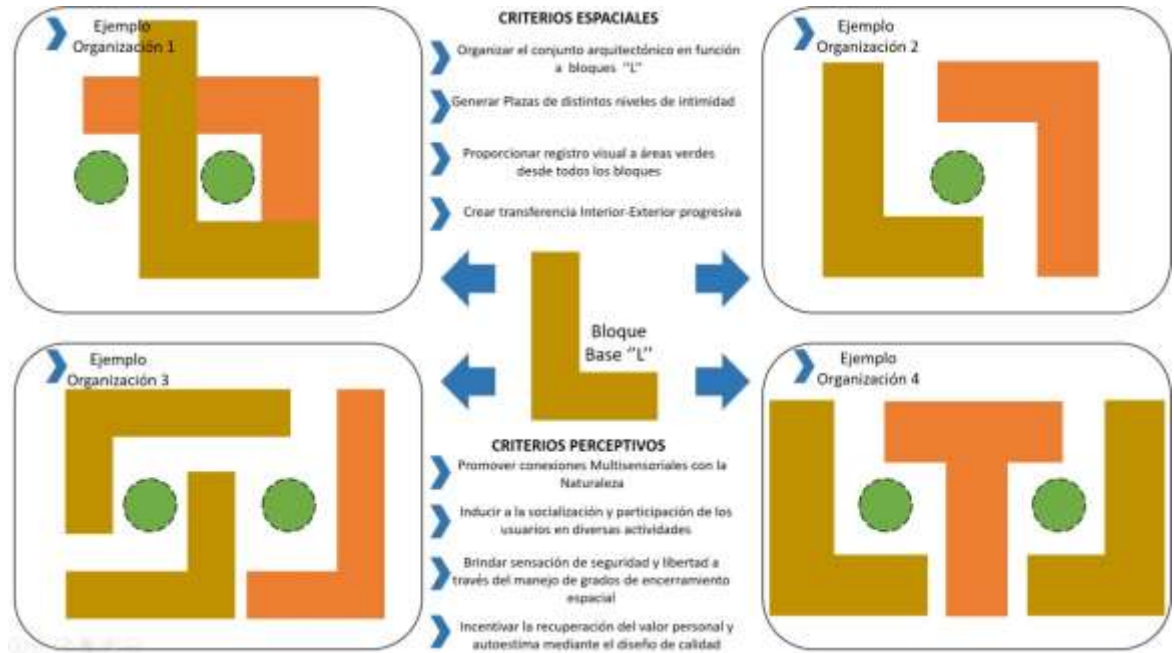 Ejemplo
Organización 1
CRITERIOS ESPACIALES
Organizar el conjunto arquitectónico en función
a bloques "L"
Generar Plazas de distintos niveles de intimidad
Proporcionar registro visual a áreas verdes
desde todos los bloques
Crear transferencia Interior-Exterior progresiva
Ejemplo
Organización 2
Bloque
Base "L"
Ejemplo
Organización 3
CRITERIOS PERCEPTIVOS
Promover conexiones Multisensoriales con la
Naturaleza
Inducir a la socialización y participación de los
usuarios en diversas actividades
Brindar sensación de seguridad y libertad a
través del manejo de grados de encerramiento
espacial
Incentivar la recuperación del valor personal y
autoestima mediante el diseño de calidad
Ejemplo
Organización 4